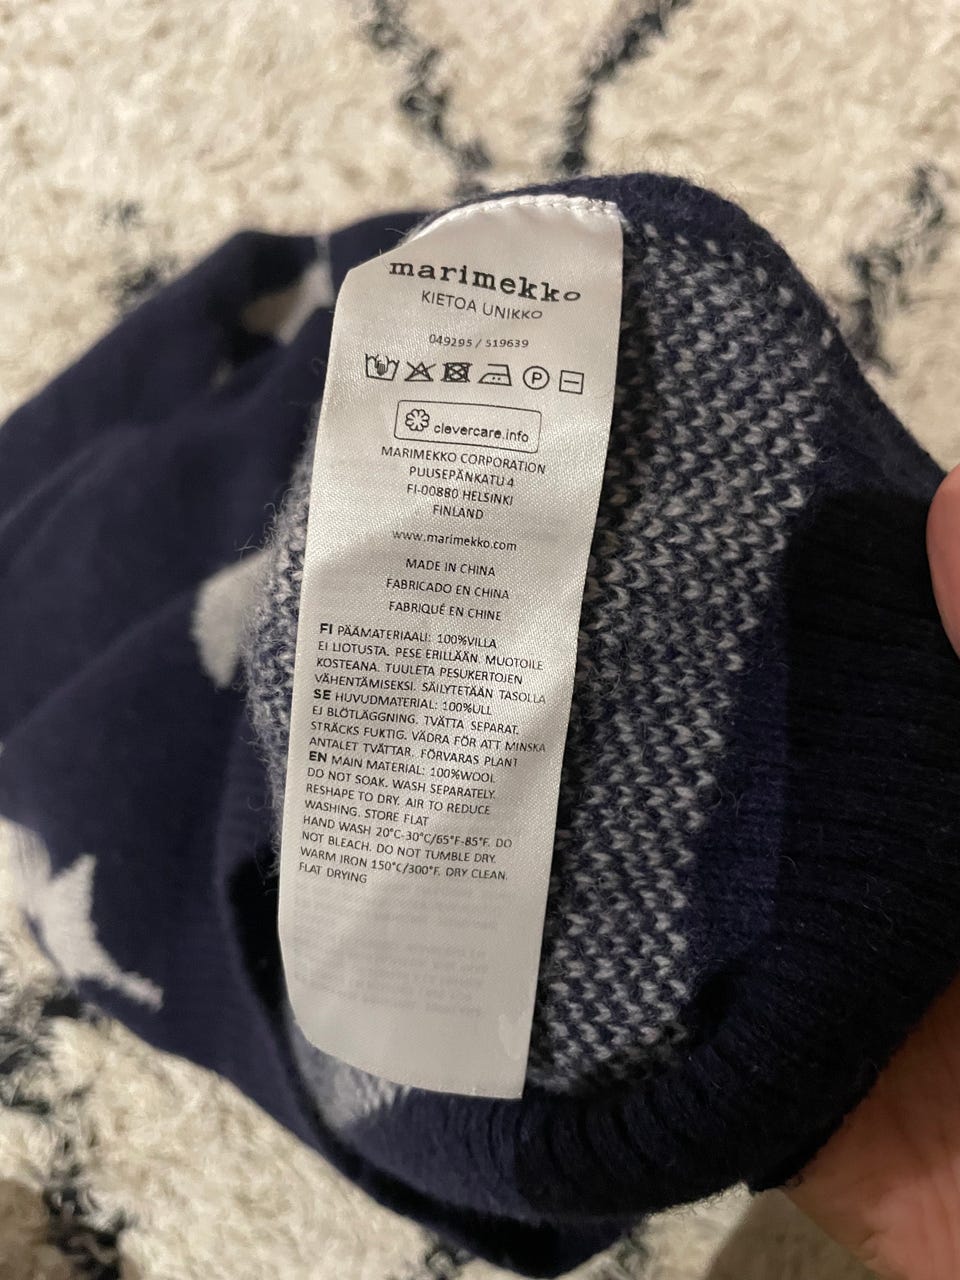 marimekko
KIETOA UNIKKO
049295 / 519639
P
clevercare.info
MARIMEKKO CORPORATION
PUUSEPÄNKATU 4
FI-00880 HELSINKI
FINLAND
www.marimekko.com
MADE IN CHINA
FABRICADO EN CHINA
FABRIQUÉ EN CHINE
FI PÄÄMATERIAALI: 100%VILLA
EI LIOTUSTA. PESE ERILLÄÄN. MUOTOILE
KOSTEANA. TUULETA PESUKERTOJEN
VÄHENTÄMISEKSI. SÄILYTETÄÄN TASOLLA
SE HUVUDMATERIAL: 100%ULL
EJ BLÖTLÄGGNING. TVÄTTA SEPARAT.
STRÄCKS FUKTIG. VÄDRA FÖR ATT MINSKA
ANTALET TVÄTTAR. FÖRVARAS PLANT
EN MAIN MATERIAL: 100%WOOL
DO NOT SOAK. WASH SEPARATELY.
RESHAPE TO DRY. AIR TO REDUCE
WASHING. STORE FLAT
HAND WASH 20°C-30°C/65°F-85°F. DO
NOT BLEACH. DO NOT TUMBLE DRY.
WARM IRON 150°C/300°F. DRY CLEAN.
FLAT DRYING